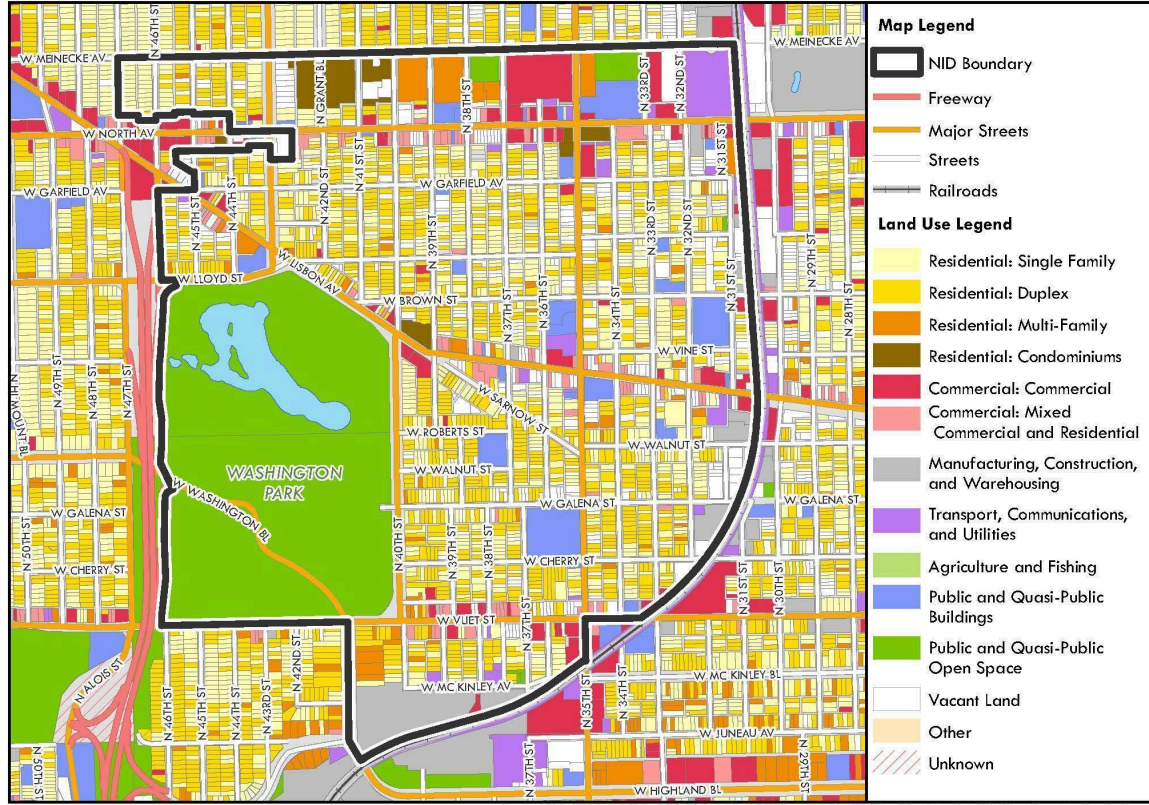 N 46TH ST
W MEINECKE AV
W MEINECKE AV
N GRANT BL
N 38TH ST
N 33RD ST
N 32ND ST
W NORTH AV
N 41ST ST
N 31ST ST
W GARFIELD AV
W GARFIELD AV
N 45TH ST
N 44TH ST
N 42ND ST
N 39TH ST
N 33RD ST
N 32ND ST
W LLOYD ST
W LISBON AV
W BROWN ST
N 37TH ST
N 36TH ST
N 34TH ST
N 31ST ST
N 29TH ST
N 28TH ST
W VINE ST
N 49TH ST
N 48TH ST
N 47TH ST
N HI MOUNT BL
W SARNOW ST
W ROBERTS ST
W WALNUT ST
W WALNUT ST
WASHINGTON
PARK
W WASHINGTON BL
W GALENA ST
W GALENA ST
W GALENA ST
N 50TH ST
W CHERRY ST
N 40TH ST
N 39TH ST
N 38TH ST
W CHERRY ST
N 31ST ST
N 30TH ST
N 37TH ST
W VLIET ST
N ALOIS ST
N 46TH ST
N 45TH ST
N 44TH ST
N 43RD ST
N 42ND ST
W MC KINLEY AV
N 35TH ST
N 34TH ST
W MC KINLEY BL
W JUNEAU AV
N 50TH ST
N 37TH ST
N 29TH ST
W HIGHLAND BL
Map Legend
NID Boundary
Freeway
Major Streets
Streets
Railroads
Land Use Legend
Residential: Single Family
Residential: Duplex
Residential: Multi-Family
Residential: Condominiums
Commercial: Commercial
Commercial: Mixed
Commercial and Residential
Manufacturing, Construction,
and Warehousing
Transport, Communications,
and Utilities
Agriculture and Fishing
Public and Quasi-Public
Buildings
Public and Quasi-Public
Open Space
Vacant Land
Other
Unknown